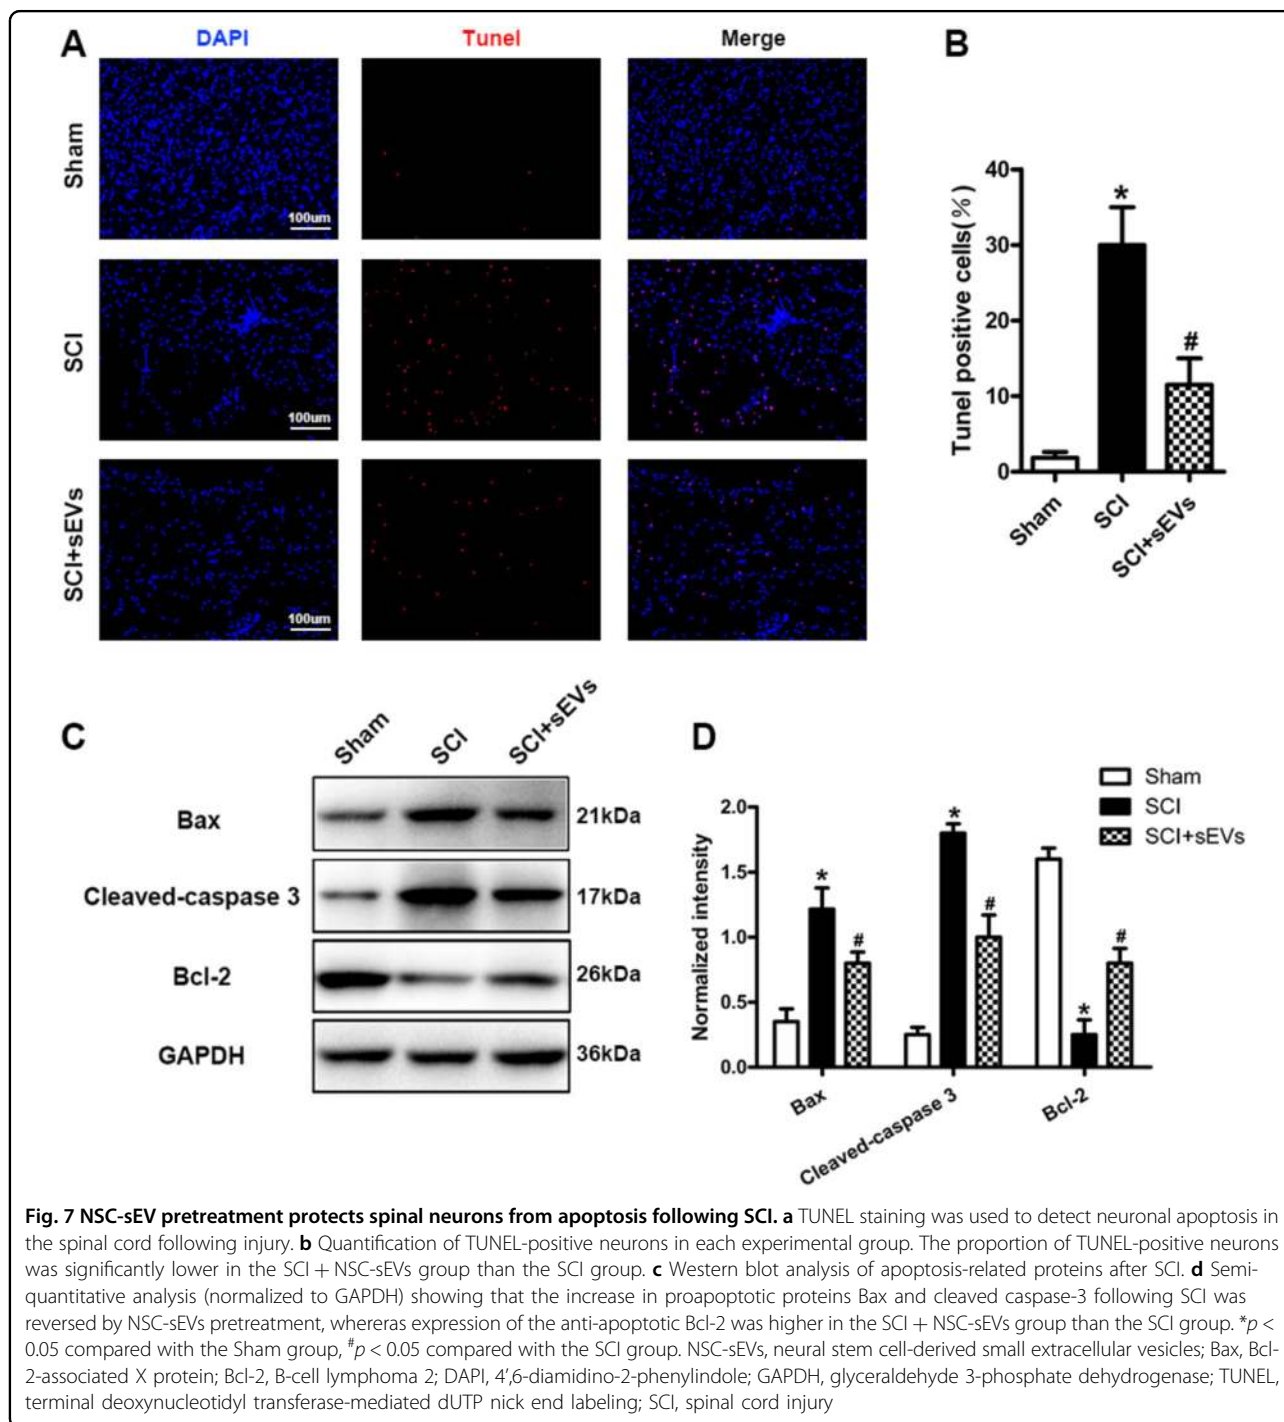 A
DAPI
Tunel
Merge
Sham
100um
SCI
100um
SCI+sEVs
100um
B
Tunel positive cells(%)
40
30
20
10
0
*
#
Sham
SCI
SCI+sEVs
C
Sham
SCI
SCI+sEVs
Bax
21kDa
Cleaved-caspase 3
17kDa
Bcl-2
26kDa
GAPDH
36kDa
D
Sham
SCI
SCI+sEVs
Normalized intensity
2.0
1.5
1.0
0.5
0.0
*
#
*
#
*
#
Bax
Cleaved-caspase 3
Bcl-2
Fig. 7 NSC-sEV pretreatment protects spinal neurons from apoptosis following SCI. a TUNEL staining was used to detect neuronal apoptosis in
the spinal cord following injury. b Quantification of TUNEL-positive neurons in each experimental group. The proportion of TUNEL-positive neurons
was significantly lower in the SCI + NSC-sEVs group than the SCI group. c Western blot analysis of apoptosis-related proteins after SCI. d Semi-
quantitative analysis (normalized to GAPDH) showing that the increase in proapoptotic proteins Bax and cleaved caspase-3 following SCI was
reversed by NSC-sEVs pretreatment, whereras expression of the anti-apoptotic Bcl-2 was higher in the SCI + NSC-sEVs group than the SCI group. *p <
0.05 compared with the Sham group, #p < 0.05 compared with the SCI group. NSC-sEVs, neural stem cell-derived small extracellular vesicles; Bax, Bcl-
2-associated X protein; Bcl-2, B-cell lymphoma 2; DAPI, 4′,6-diamidino-2-phenylindole; GAPDH, glyceraldehyde 3-phosphate dehydrogenase; TUNEL,
terminal deoxynucleotidyl transferase-mediated dUTP nick end labeling; SCI, spinal cord injury